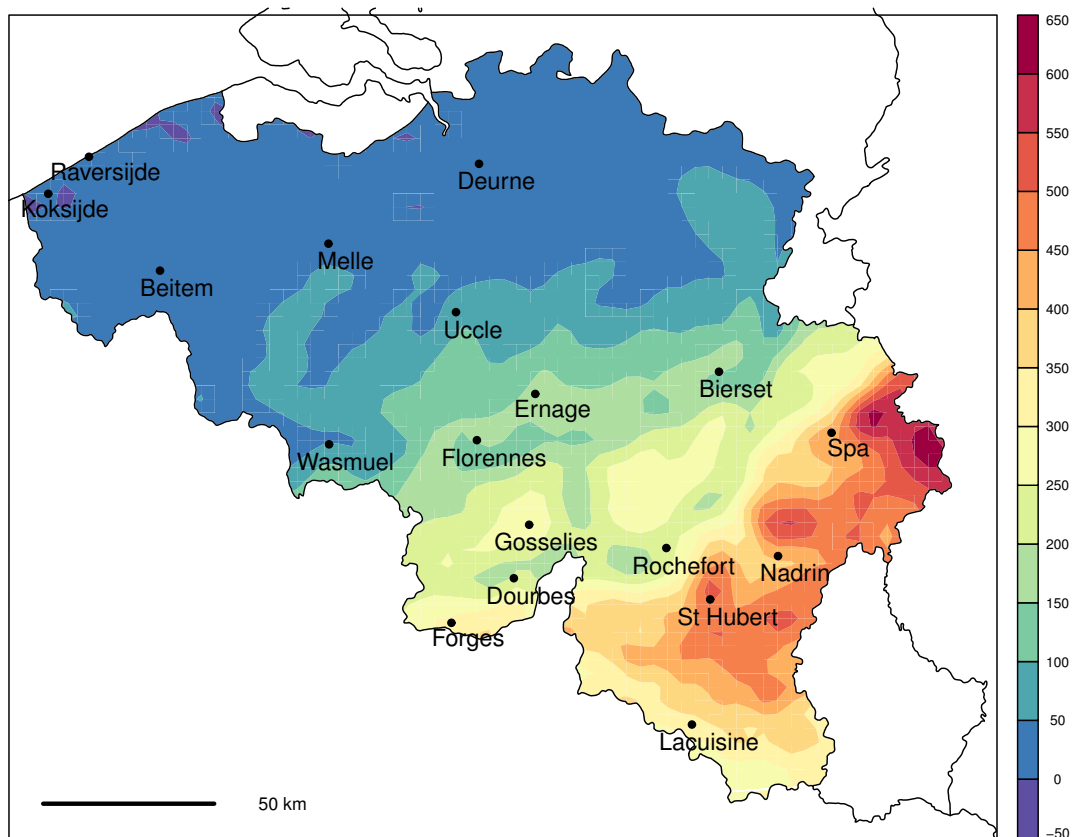 650
600
550
500
450
400
350
300
250
200
150
100
50
0
−50
Raversijde
Deurne
Koksijde
Melle
Beitem
Uccle
Bierset
Ernage
Spa
Florennes
Wasmuel
Gosselies
Rochefort
Nadrin
Dourbes
St Hubert
Forges
Lacuisine
50 km